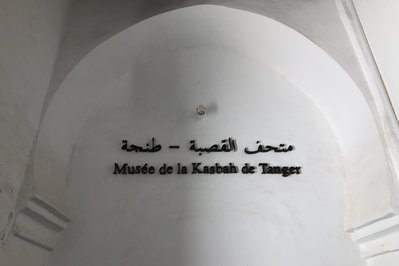 متحف القصبة – طنجة
Musée de la Kasbah de Tanger